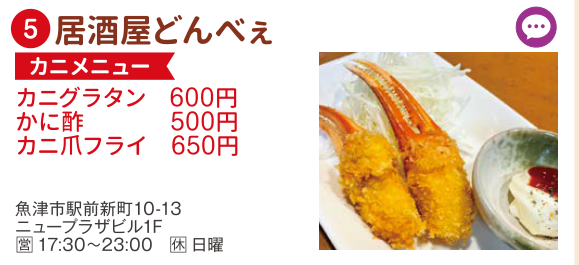 5 居酒屋どんべぇ
カニメニュー
カニグラタン 600円
かに酢 500円
カニ爪フライ 650円
魚津市駅前新町10-13
ニュープラザビル1F
営 17:30～23:00 休 日曜